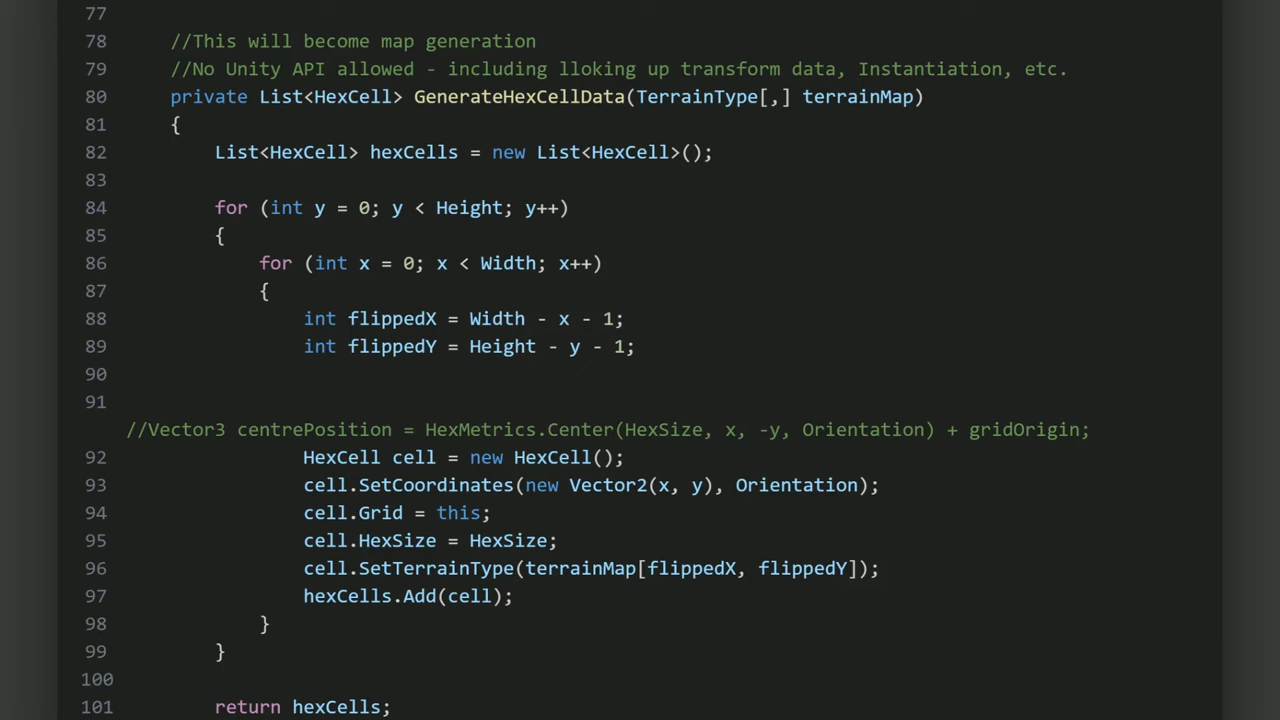 77
78 //This will become map generation
79 //No Unity API allowed - including lloking up transform data, Instantiation, etc.
80 private List<HexCell> GenerateHexCellData(TerrainType[,] terrainMap)
81 {
82 List<HexCell> hexCells = new List<HexCell>();
83
84 for (int y = 0; y < Height; y++)
85 {
86 for (int x = 0; x < Width; x++)
87 {
88 int flippedX = Width - x - 1;
89 int flippedY = Height - y - 1;
90
91
//Vector3 centrePosition = HexMetrics.Center(HexSize, x, -y, Orientation) + gridOrigin;
92 HexCell cell = new HexCell();
93 cell.SetCoordinates(new Vector2(x, y), Orientation);
94 cell.Grid = this;
95 cell.HexSize = HexSize;
96 cell.SetTerrainType(terrainMap[flippedX, flippedY]);
97 hexCells.Add(cell);
98 }
99 }
100
101 return hexCells;